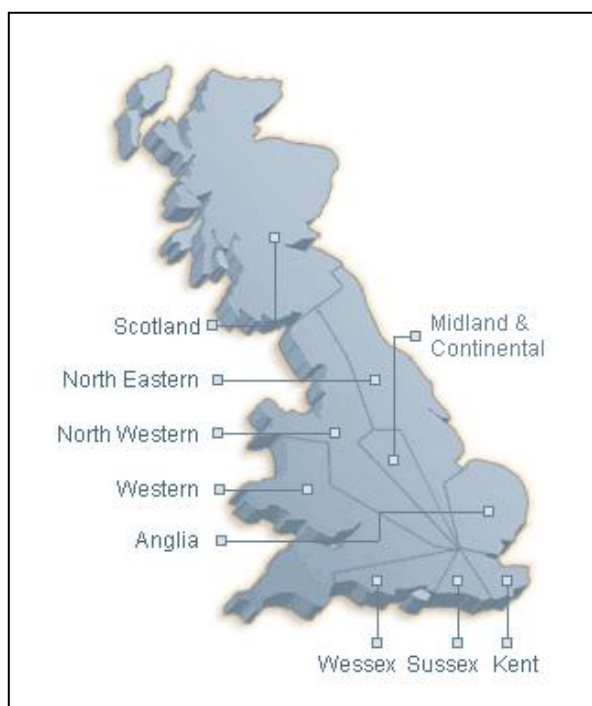 Scotland
Midland &
Continental
North Eastern
North Western
Western
Anglia
Wessex Sussex Kent